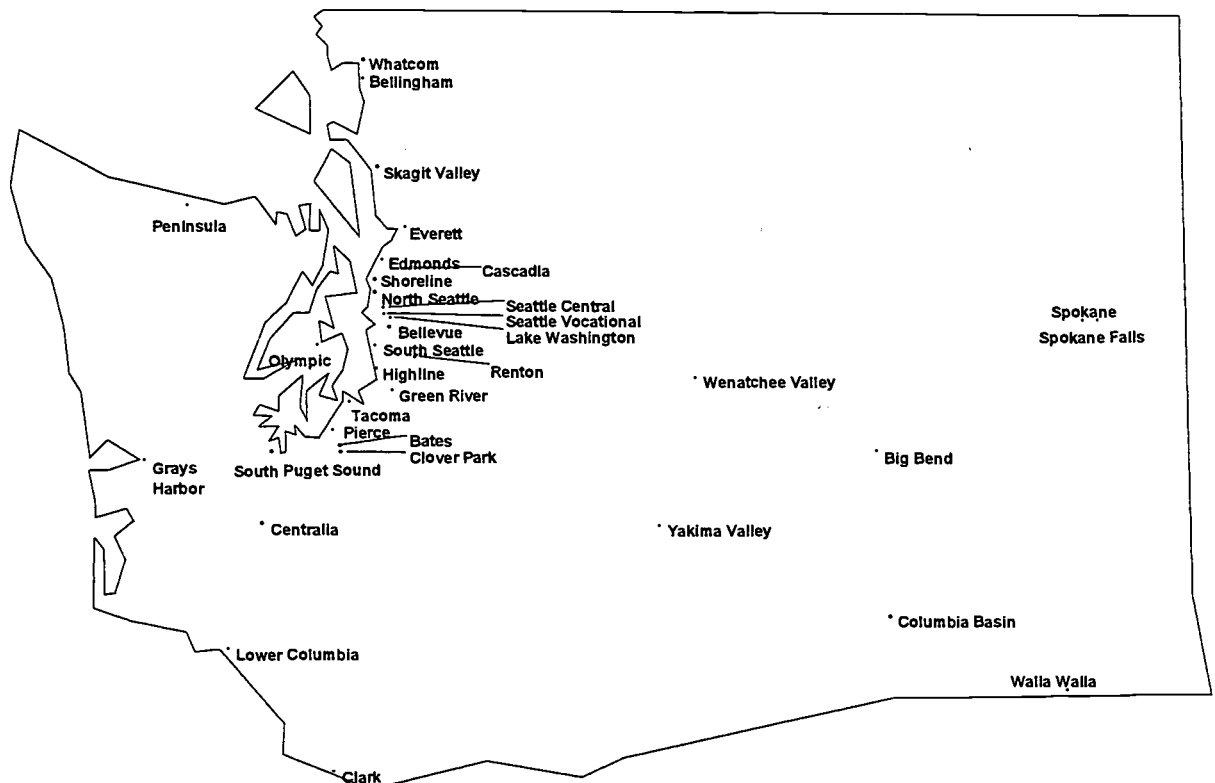 Whatcom
Bellingham
Skagit Valley
Peninsula
Everett
Edmonds
Cascadia
Shoreline
North Seattle
Seattle Central
Seattle Vocational
Lake Washington
Bellevue
South Seattle
Olympic
Renton
Highline
Green River
Tacoma
Pierce
Bates
Clover Park
South Puget Sound
Grays
Harbor
Centralia
Lower Columbia
Clark
Wenatchee Valley
Yakima Valley
Big Bend
Spokane
Spokane Falls
Columbia Basin
Walla Walla